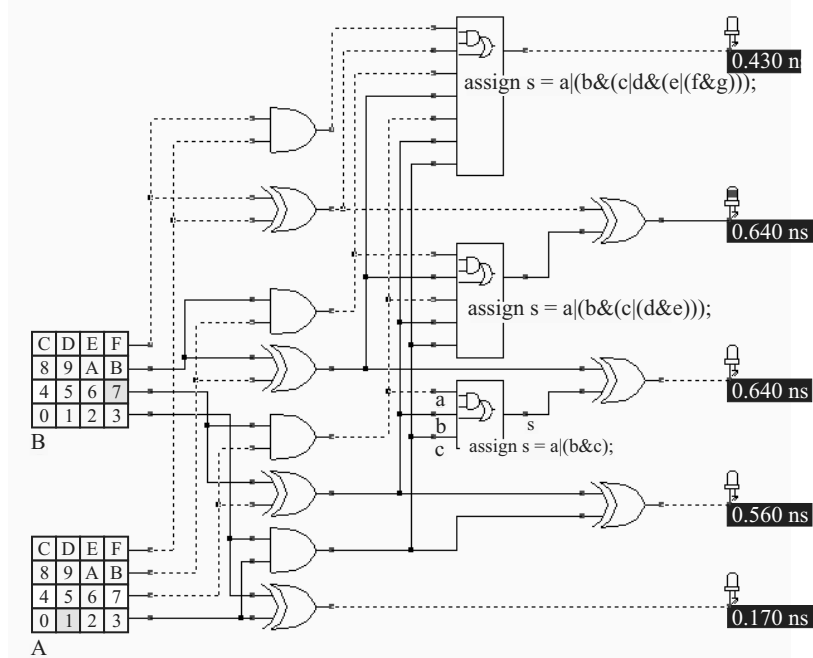 0.430 ns
assign s = a|(b&(c|d&(e|(f&g)));
0.640 ns
assign s = a|(b&(c|(d&e)));
C D E F
8 9 A B
4 5 6 7
0 1 2 3
B
0.640 ns
a
b
c
s
assign s = a|(b&c);
0.560 ns
C D E F
8 9 A B
4 5 6 7
0 1 2 3
A
0.170 ns